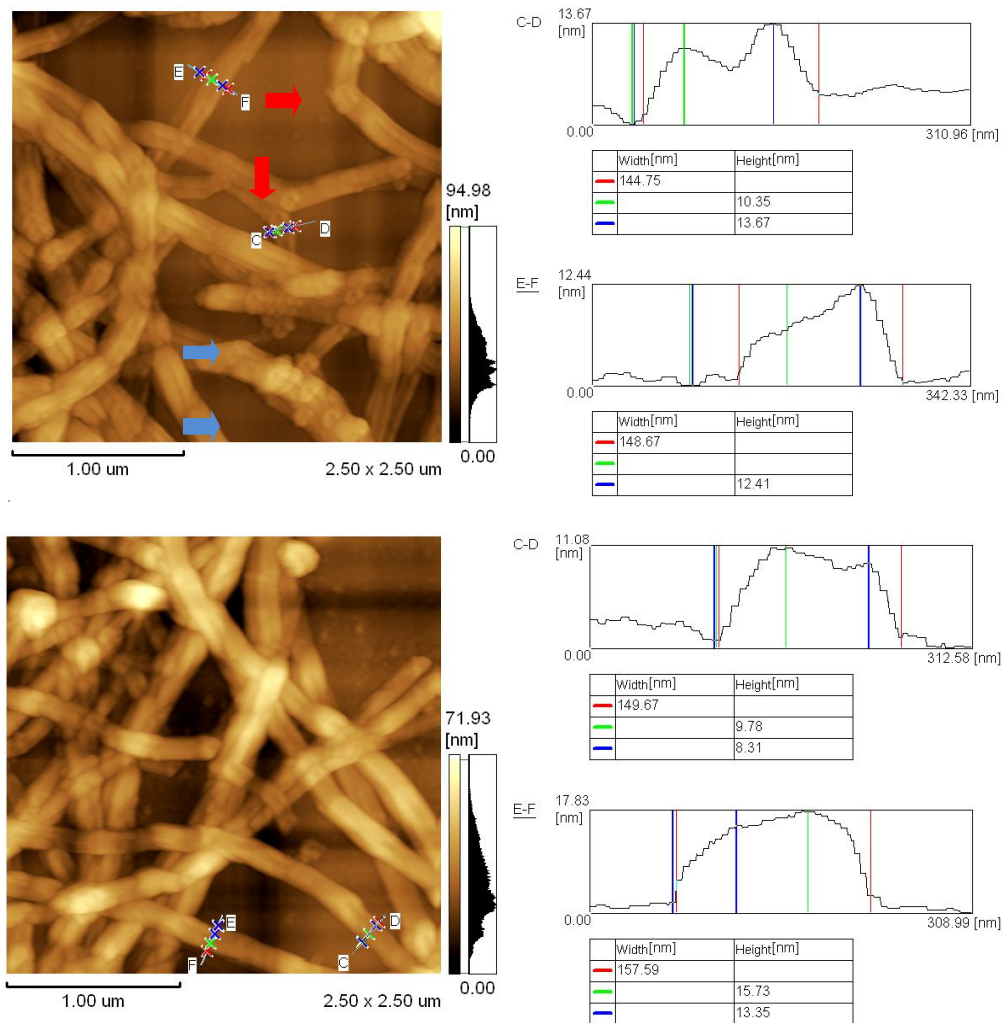 E
F
C
D
94.98
[nm]
0.00
1.00 um
2.50 x 2.50 um
C-D
13.67
[nm]
0.00
310.96 [nm]
Width[nm] Height[nm]
144.75
10.35
13.67
E-F
12.44
[nm]
0.00
342.33 [nm]
Width[nm] Height[nm]
148.67
12.41
71.93
[nm]
0.00
E
D
F
C
1.00 um
2.50 x 2.50 um
C-D
11.08
[nm]
0.00
312.58 [nm]
Width[nm] Height[nm]
149.67
9.78
8.31
E-F
17.83
[nm]
0.00
308.99 [nm]
Width[nm] Height[nm]
157.59
15.73
13.35